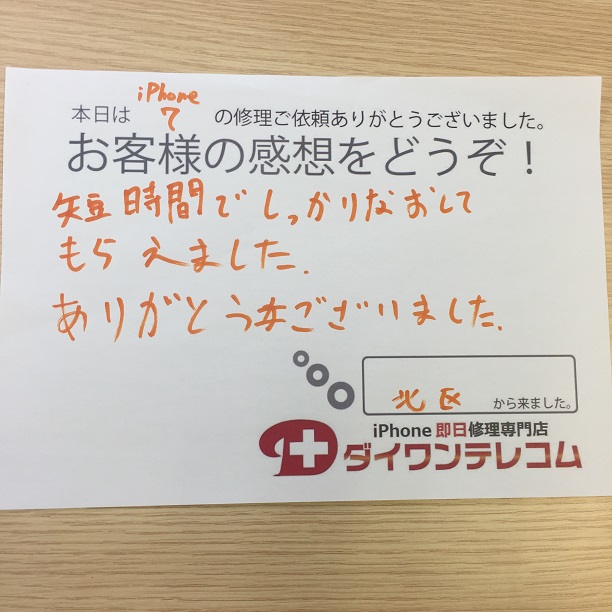 本日は iPhone 7 の修理ご依頼ありがとうございました。
お客様の感想をどうぞ！
短時間でしっかりなおして
もらえました.
ありがとうございました.
北区 から来ました。
iPhone 即日修理専門店
ダイワンテレコム